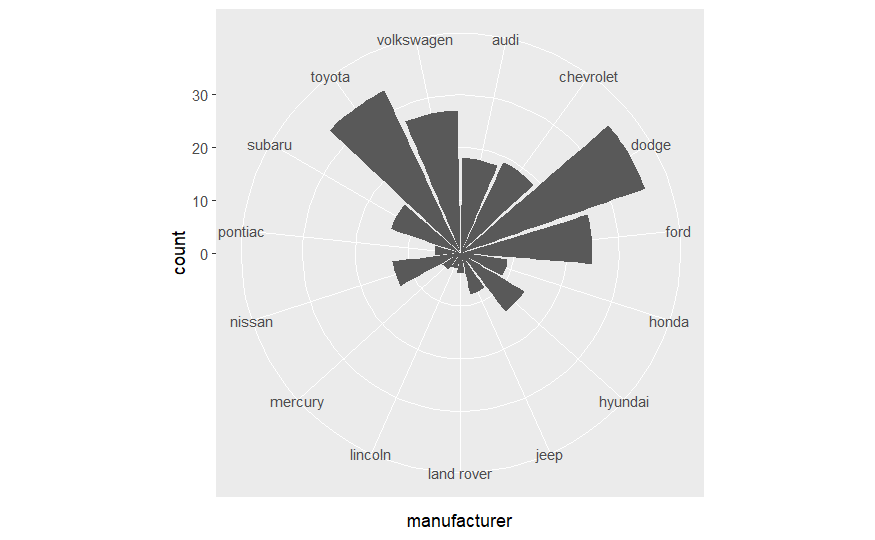 volkswagen
audi
toyota
chevrolet
30
20
10
0
count
subaru
dodge
pontiac
ford
nissan
honda
mercury
hyundai
lincoln
jeep
land rover
manufacturer